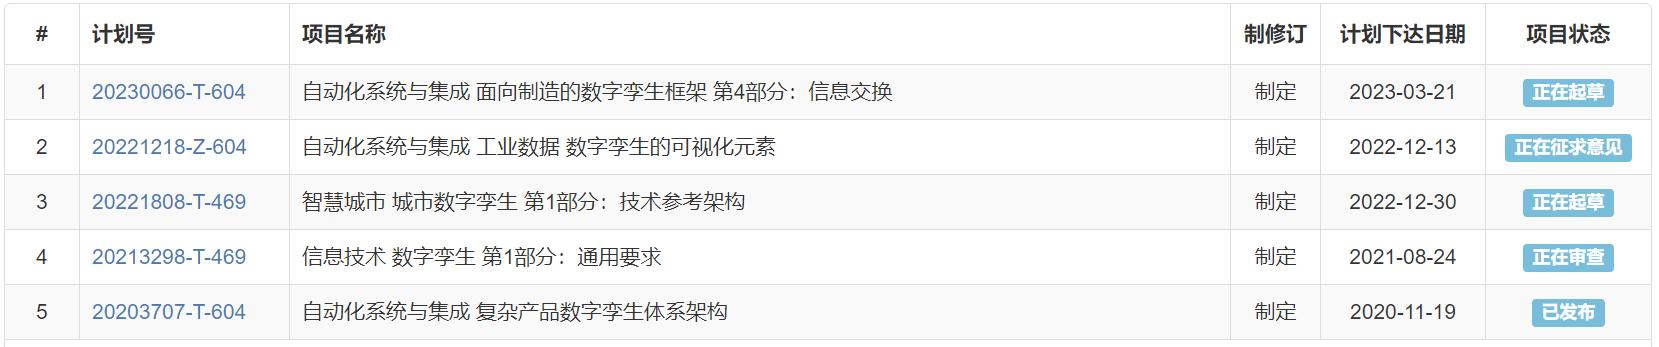 # 计划号 项目名称 制修订 计划下达日期 项目状态
1 20230066-T-604 自动化系统与集成 面向制造的数字孪生框架 第4部分：信息交换 制定 2023-03-21 正在起草
2 20221218-Z-604 自动化系统与集成 工业数据 数字孪生的可视化元素 制定 2022-12-13 正在征求意见
3 20221808-T-469 智慧城市 城市数字孪生 第1部分：技术参考架构 制定 2022-12-30 正在起草
4 20213298-T-469 信息技术 数字孪生 第1部分：通用要求 制定 2021-08-24 正在审查
5 20203707-T-604 自动化系统与集成 复杂产品数字孪生体系架构 制定 2020-11-19 已发布